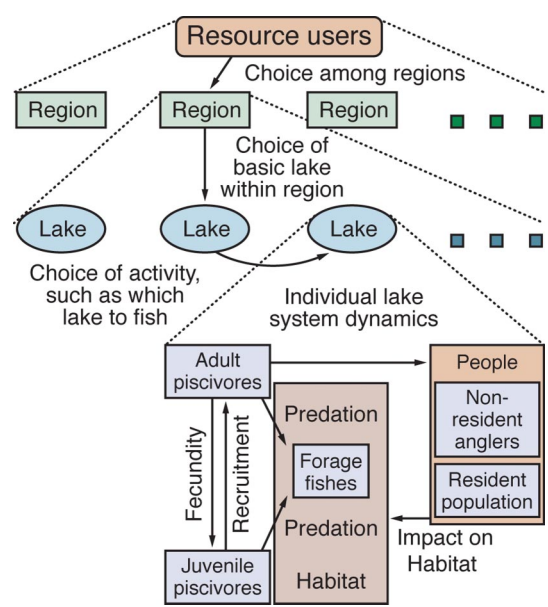 Resource users
Choice among regions
Region
Region
Region
Choice of
basic lake
within region
Lake
Lake
Lake
Choice of activity,
such as which
lake to fish
Individual lake
system dynamics
Adult
piscivores
People
Non-
resident
anglers
Resident
population
Predation
Forage
fishes
Predation
Habitat
Fecundity
Recruitment
Juvenile
piscivores
Impact on
Habitat